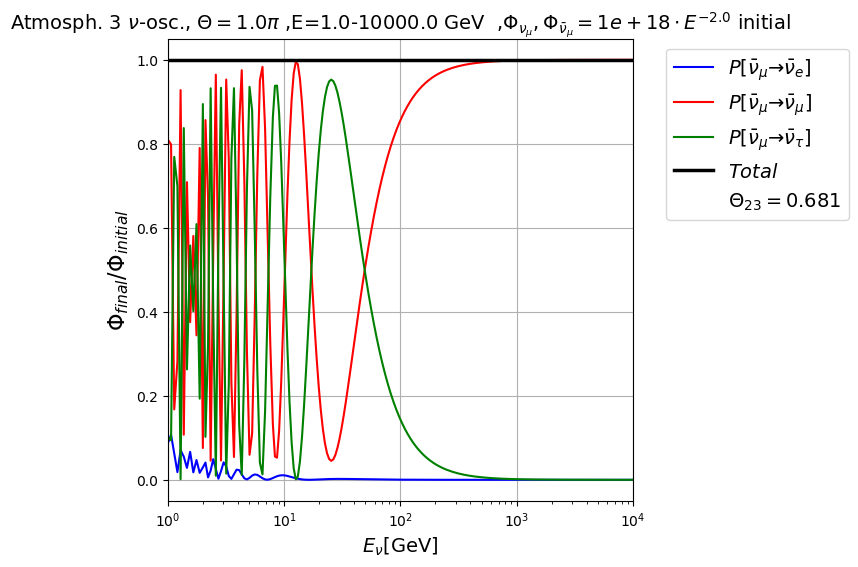 Atmosph. 3 ν-osc., Θ = 1.0π ,E=1.0-10000.0 GeV ,Φ_{ν_μ}, Φ_{ν̄_μ} = 1e + 18 · E^{−2.0} initial
1.0
0.8
0.6
0.4
0.2
0.0
Φ_{final}/Φ_{initial}
10^0
10^1
10^2
10^3
10^4
E_ν[GeV]
P[ν̄_μ→ν̄_e]
P[ν̄_μ→ν̄_μ]
P[ν̄_μ→ν̄_τ]
Total
Θ_{23} = 0.681